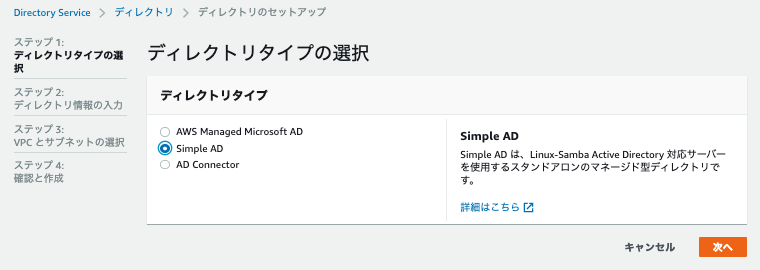 Directory Service > ディレクトリ > ディレクトリのセットアップ
ステップ 1:
ディレクトリタイプの選
択
ステップ 2:
ディレクトリ情報の入力
ステップ 3:
VPC とサブネットの選択
ステップ 4:
確認と作成
ディレクトリタイプの選択
ディレクトリタイプ
AWS Managed Microsoft AD
Simple AD
AD Connector
Simple AD
Simple AD は、Linux-Samba Active Directory 対応サーバー
を使用するスタンドアロンのマネージド型ディレクトリで
す。
詳細はこちら
キャンセル
次へ